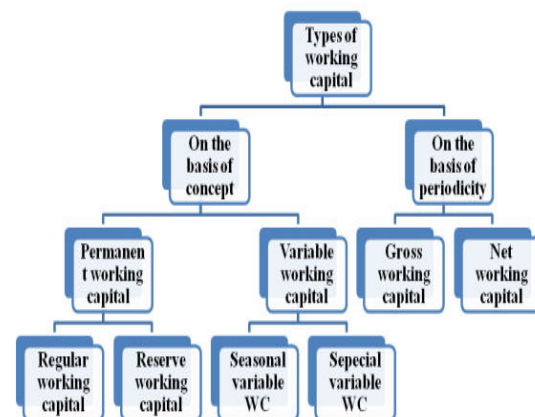 Types of
working
capital
On the
basis of
concept
On the
basis of
periodicity
Permanen
t working
capital
Variable
working
capital
Gross
working
capital
Net
working
capital
Regular
working
capital
Reserve
working
capital
Seasonal
variable
WC
Sepecial
variable
WC